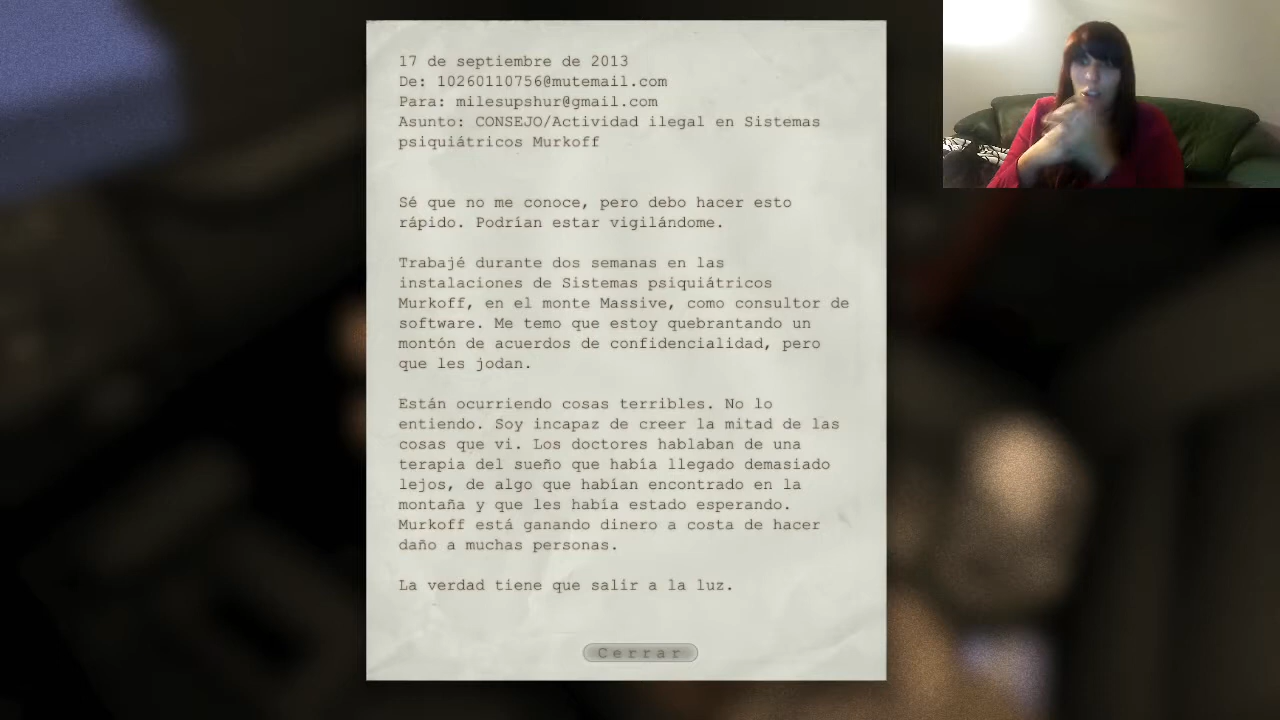 17 de septiembre de 2013
De: 10260110756@mutemail.com
Para: milesupshur@gmail.com
Asunto: CONSEJO/Actividad ilegal en Sistemas
psiquiátricos Murkoff
Sé que no me conoce, pero debo hacer esto
rápido. Podrían estar vigilándome.
Trabajé durante dos semanas en las
instalaciones de Sistemas psiquiátricos
Murkoff, en el monte Massive, como consultor de
software. Me temo que estoy quebrantando un
montón de acuerdos de confidencialidad, pero
que les jodan.
Están ocurriendo cosas terribles. No lo
entiendo. Soy incapaz de creer la mitad de las
cosas que vi. Los doctores hablaban de una
terapia del sueño que había llegado demasiado
lejos, de algo que habían encontrado en la
montaña y que les había estado esperando.
Murkoff está ganando dinero a costa de hacer
daño a muchas personas.
La verdad tiene que salir a la luz.
Cerrar